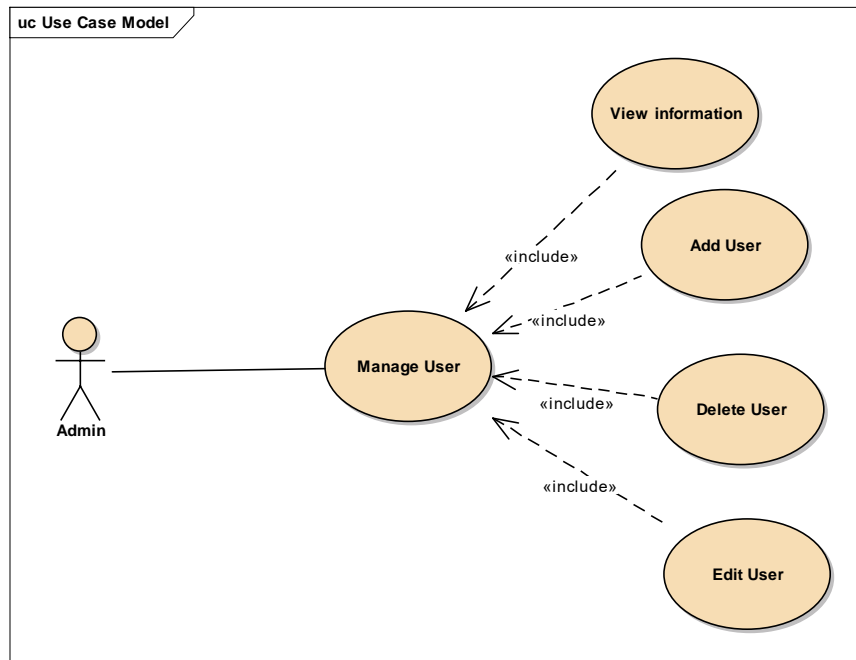 uc Use Case Model
View information
«include»
Add User
«include»
Manage User
Admin
«include»
Delete User
«include»
Edit User